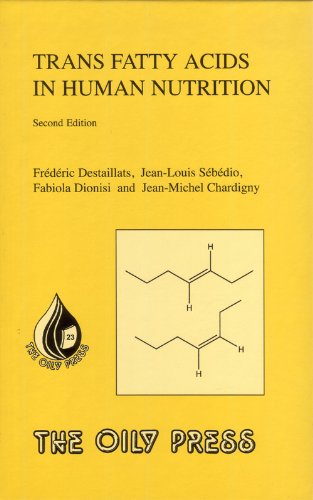 TRANS FATTY ACIDS
IN HUMAN NUTRITION
Second Edition
Frédéric Destaillats, Jean-Louis Sébédio,
Fabiola Dionisi and Jean-Michel Chardigny
H
H
H
H
23
THE OILY PRESS
THE OILY PRESS